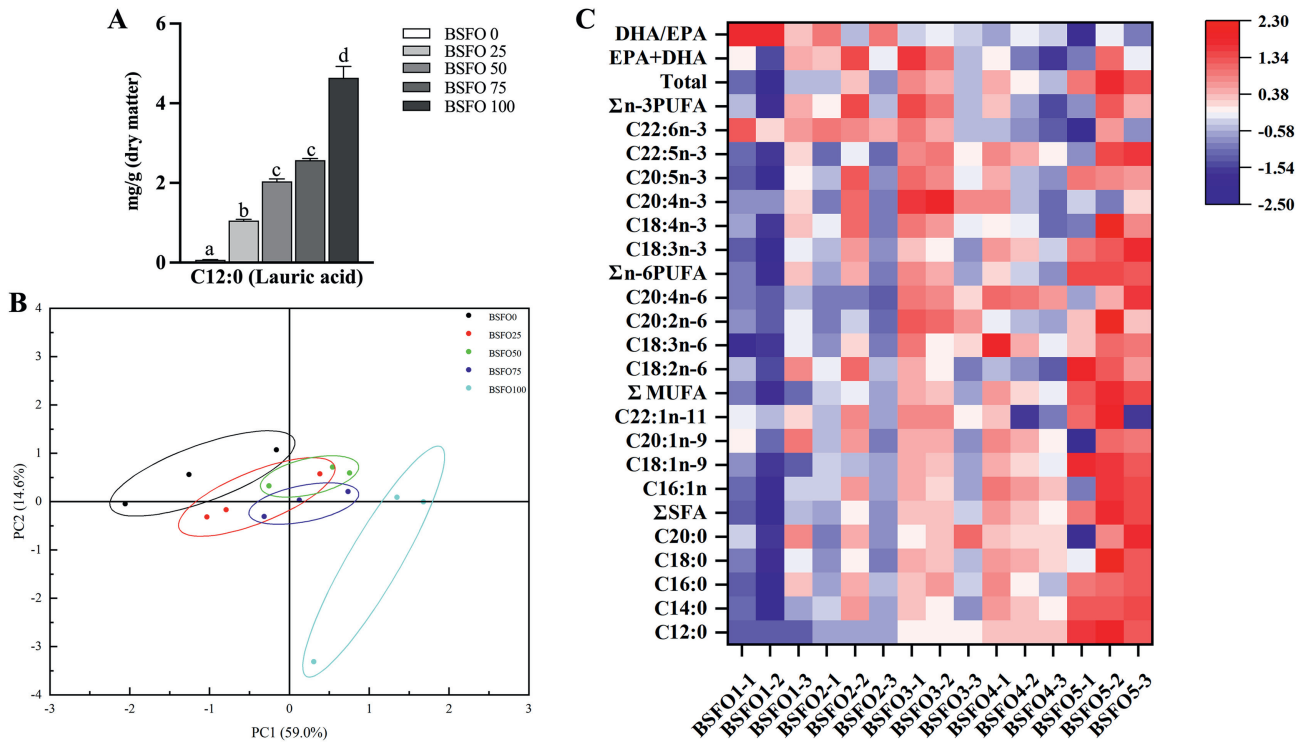 A
mg/g (dry matter)
6
4
2
0
a
b
c
c
d
C12:0 (Lauric acid)
BSFO 0
BSFO 25
BSFO 50
BSFO 75
BSFO 100
B
PC2 (14.6%)
4
3
2
1
0
-1
-2
-3
-4
-3
-2
-1
0
1
2
3
PC1 (59.0%)
BSFO0
BSFO25
BSFO50
BSFO75
BSFO100
C
DHA/EPA
EPA+DHA
Total
Σn-3PUFA
C22:6n-3
C22:5n-3
C20:5n-3
C20:4n-3
C18:4n-3
C18:3n-3
Σn-6PUFA
C20:4n-6
C20:2n-6
C18:3n-6
C18:2n-6
Σ MUFA
C22:1n-11
C20:1n-9
C18:1n-9
C16:1n
ΣSFA
C20:0
C18:0
C16:0
C14:0
C12:0
BSFO1-1
BSFO1-2
BSFO1-3
BSFO2-1
BSFO2-2
BSFO2-3
BSFO3-1
BSFO3-2
BSFO3-3
BSFO4-1
BSFO4-2
BSFO4-3
BSFO5-1
BSFO5-2
BSFO5-3
2.30
1.34
0.38
-0.58
-1.54
-2.50